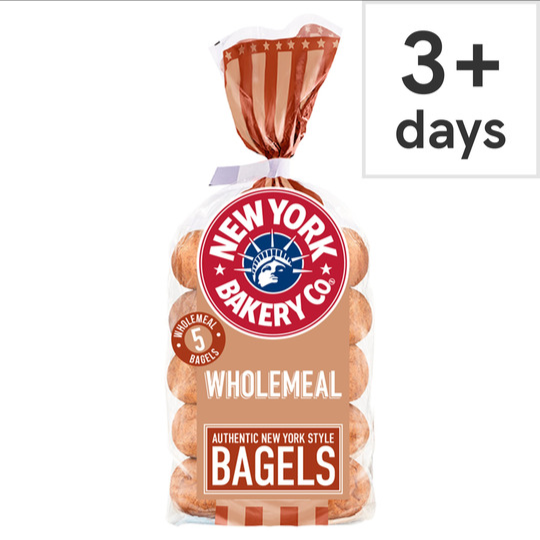 3+
days
NEW YORK
BAKERY Co®
WHOLEMEAL
5
BAGELS
WHOLEMEAL
AUTHENTIC NEW YORK STYLE
BAGELS